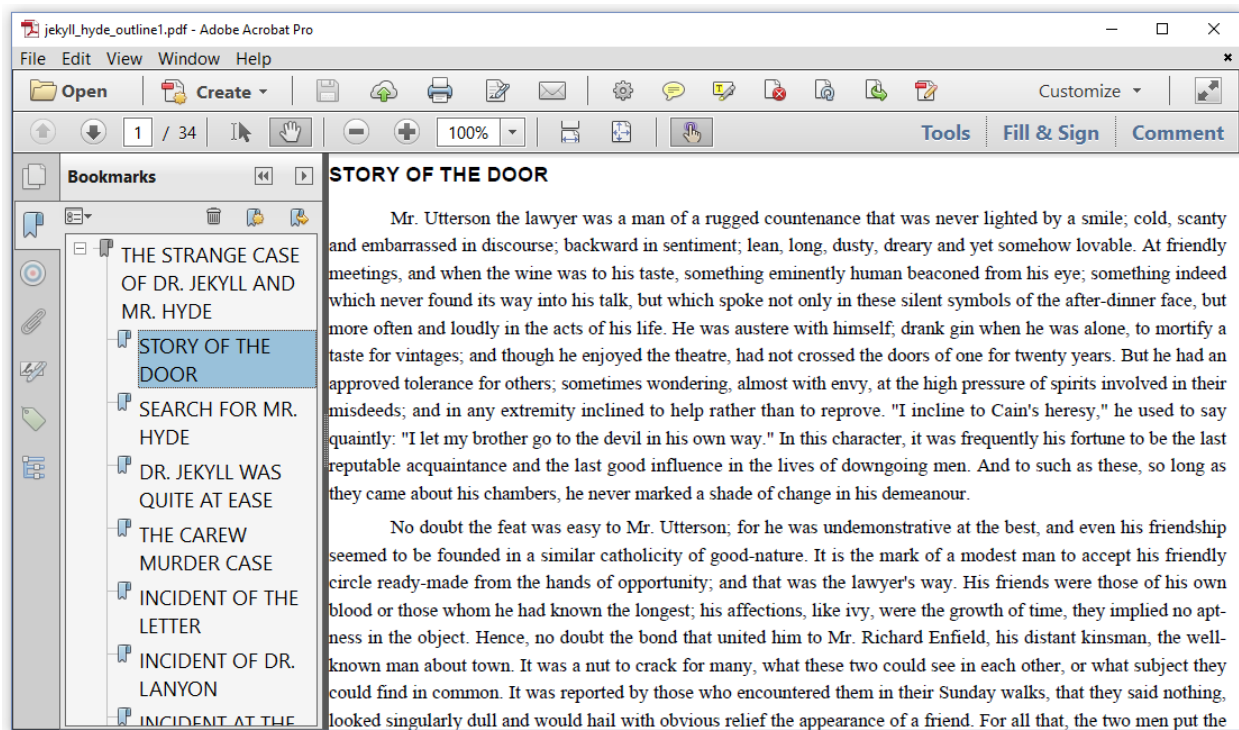 jekyll_hyde_outline1.pdf - Adobe Acrobat Pro
File Edit View Window Help
Open Create Customize
1 / 34 100% Tools Fill & Sign Comment
Bookmarks
THE STRANGE CASE
OF DR. JEKYLL AND
MR. HYDE
STORY OF THE
DOOR
SEARCH FOR MR.
HYDE
DR. JEKYLL WAS
QUITE AT EASE
THE CAREW
MURDER CASE
INCIDENT OF THE
LETTER
INCIDENT OF DR.
LANYON
INCIDENT AT THE
STORY OF THE DOOR
Mr. Utterson the lawyer was a man of a rugged countenance that was never lighted by a smile; cold, scanty
and embarrassed in discourse; backward in sentiment; lean, long, dusty, dreary and yet somehow lovable. At friendly
meetings, and when the wine was to his taste, something eminently human beaconed from his eye; something indeed
which never found its way into his talk, but which spoke not only in these silent symbols of the after-dinner face, but
more often and loudly in the acts of his life. He was austere with himself; drank gin when he was alone, to mortify a
taste for vintages; and though he enjoyed the theatre, had not crossed the doors of one for twenty years. But he had an
approved tolerance for others; sometimes wondering, almost with envy, at the high pressure of spirits involved in their
misdeeds; and in any extremity inclined to help rather than to reprove. "I incline to Cain's heresy," he used to say
quaintly: "I let my brother go to the devil in his own way." In this character, it was frequently his fortune to be the last
reputable acquaintance and the last good influence in the lives of downgoing men. And to such as these, so long as
they came about his chambers, he never marked a shade of change in his demeanour.
No doubt the feat was easy to Mr. Utterson; for he was undemonstrative at the best, and even his friendship
seemed to be founded in a similar catholicity of good-nature. It is the mark of a modest man to accept his friendly
circle ready-made from the hands of opportunity; and that was the lawyer's way. His friends were those of his own
blood or those whom he had known the longest; his affections, like ivy, were the growth of time, they implied no apt-
ness in the object. Hence, no doubt the bond that united him to Mr. Richard Enfield, his distant kinsman, the well-
known man about town. It was a nut to crack for many, what these two could see in each other, or what subject they
could find in common. It was reported by those who encountered them in their Sunday walks, that they said nothing,
looked singularly dull and would hail with obvious relief the appearance of a friend. For all that, the two men put the